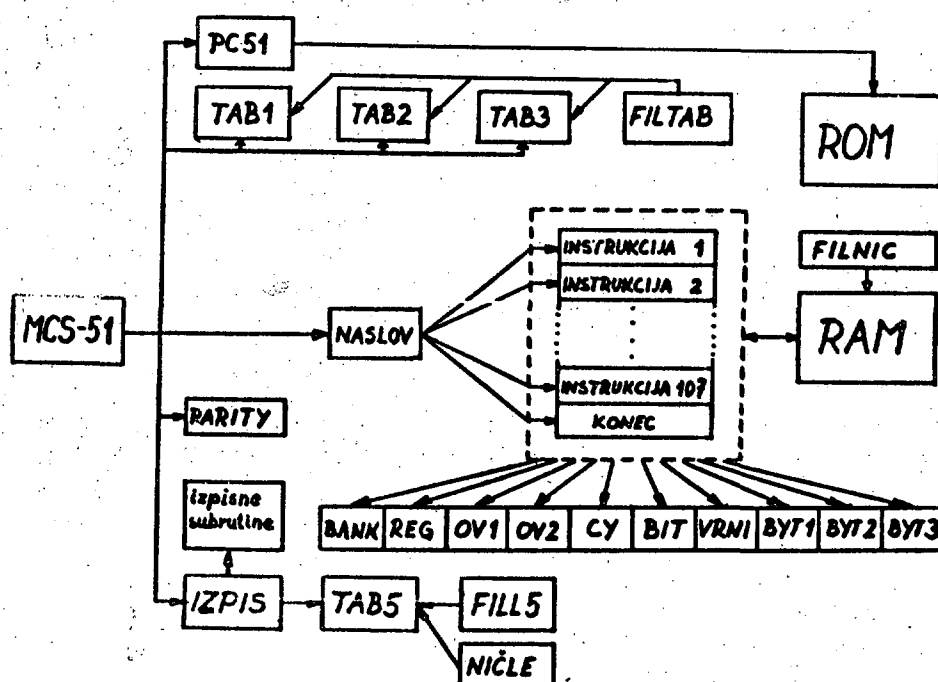 PC51
TAB1
TAB2
TAB3
FILTAB
ROM
INSTRUKCIJA 1
INSTRUKCIJA 2
FILNIC
MCS-51
NASLOV
RAM
INSTRUKCIJA 107
KONEC
PARITY
izpisne
subrutine
BANK REG OV1 OV2 CY BIT VRNI BYT1 BYT2 BYT3
IZPIS
TAB5
FILL5
NIČLE